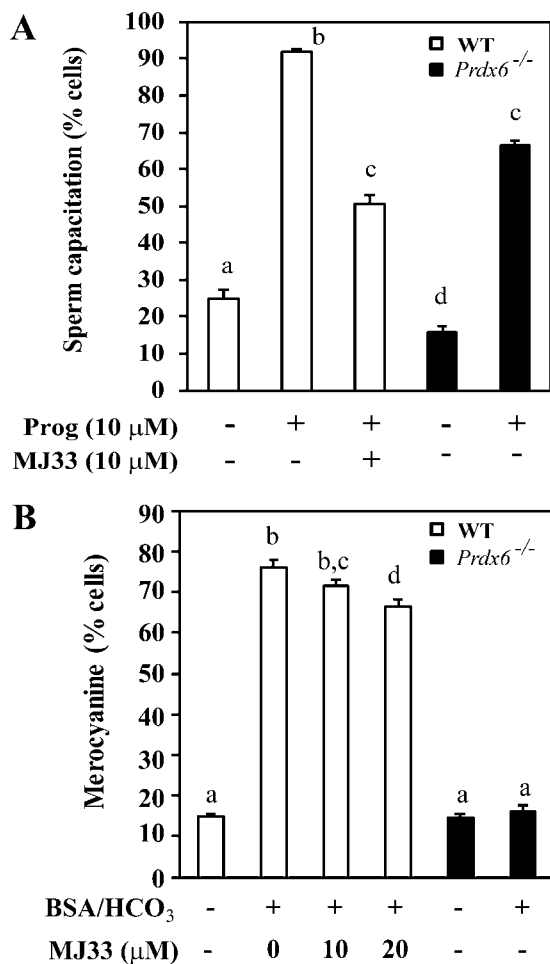 A
Sperm capacitation (% cells)
100
90
80
70
60
50
40
30
20
10
0
WT
Prdx6 -/-
a
b
c
d
c
Prog (10 μM) - + + - +
MJ33 (10 μM) - - + - -
B
Merocyanine (% cells)
90
80
70
60
50
40
30
20
10
0
WT
Prdx6 -/-
a
b
b,c
d
a
a
BSA/HCO3 - + + + - +
MJ33 (μM) - 0 10 20 - -